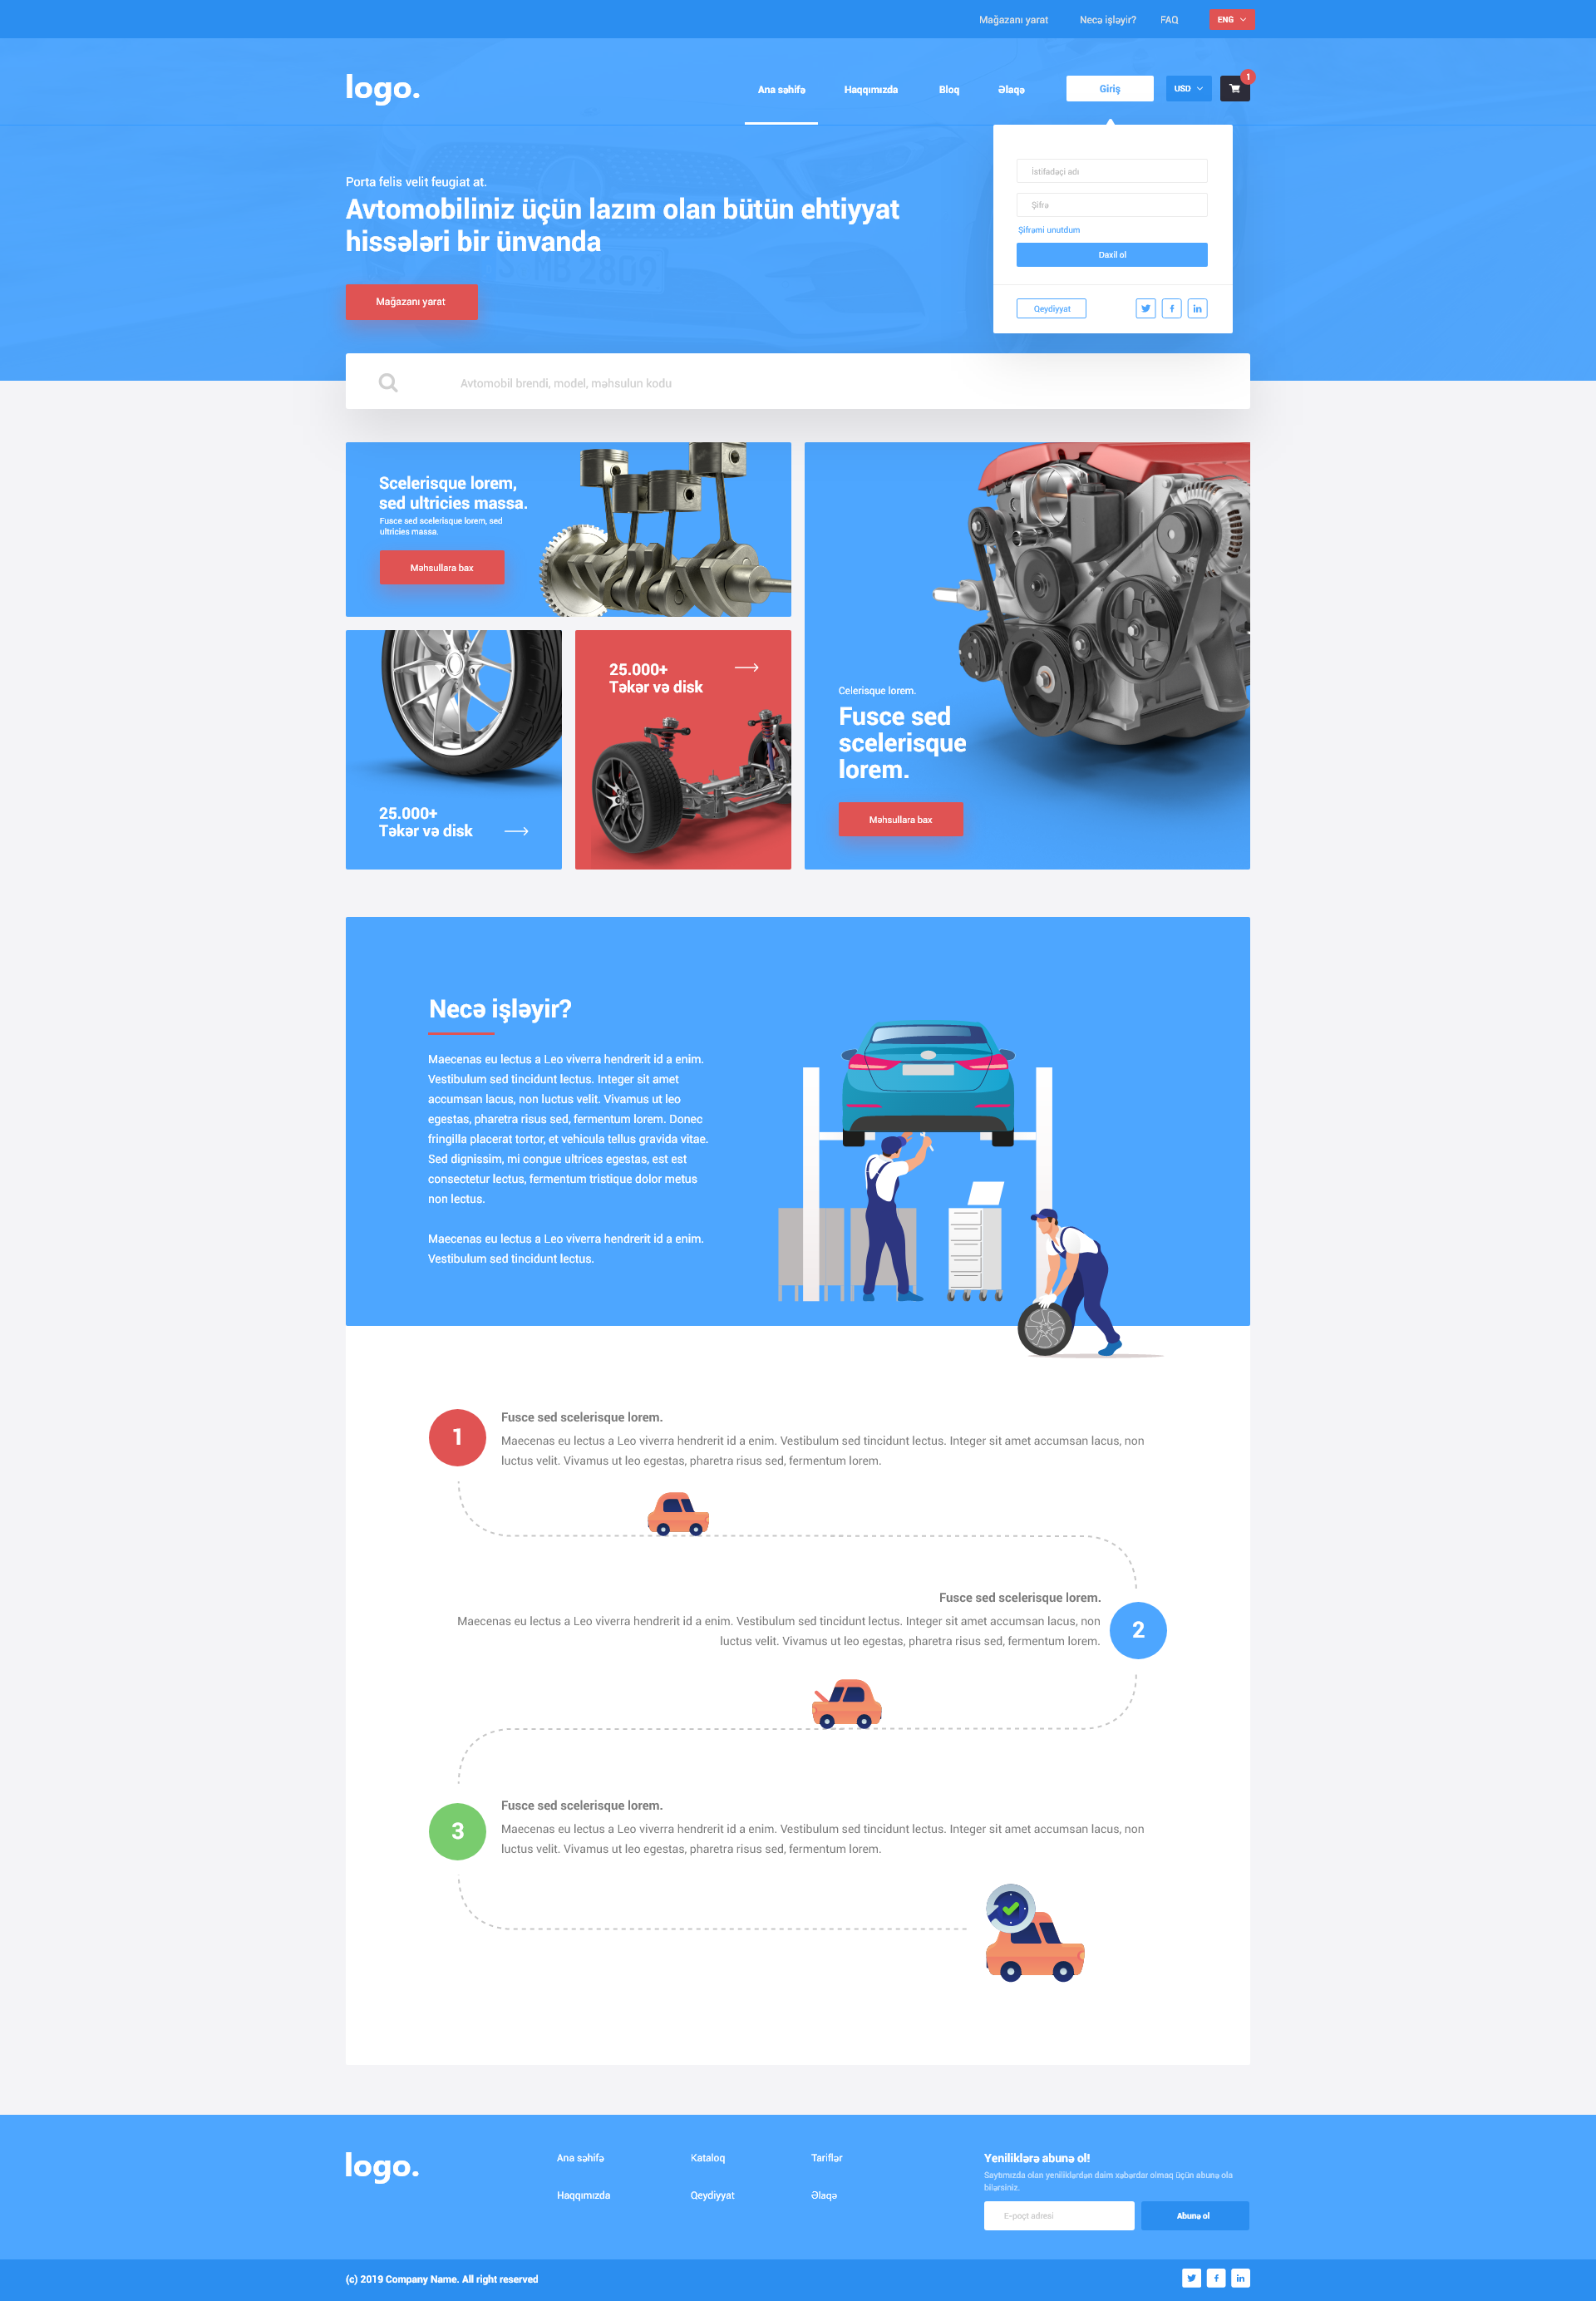 Mağazanı yarat
Necə işləyir?
FAQ
ENG
logo.
Ana səhifə
Haqqımızda
Bloq
Əlaqə
Giriş
USD
1
Porta felis velit feugiat at.
Avtomobiliniz üçün lazım olan bütün ehtiyyat
hissələri bir ünvanda
S MB 2809
Mağazanı yarat
İstifadəçi adı
Şifrə
Şifrəmi unutdum
Daxil ol
Qeydiyyat
Avtomobil brendi, model, məhsulun kodu
Scelerisque lorem,
sed ultricies massa.
Fusce sed scelerisque lorem, sed
ultricies massa.
Məhsullara bax
25.000+
Təkər və disk
25.000+
Təkər və disk
Celerisque lorem.
Fusce sed
scelerisque
lorem.
Məhsullara bax
Necə işləyir?
Maecenas eu lectus a Leo viverra hendrerit id a enim.
Vestibulum sed tincidunt lectus. Integer sit amet
accumsan lacus, non luctus velit. Vivamus ut leo
egestas, pharetra risus sed, fermentum lorem. Donec
fringilla placerat tortor, et vehicula tellus gravida vitae.
Sed dignissim, mi congue ultrices egestas, est est
consectetur lectus, fermentum tristique dolor metus
non lectus.
Maecenas eu lectus a Leo viverra hendrerit id a enim.
Vestibulum sed tincidunt lectus.
1
Fusce sed scelerisque lorem.
Maecenas eu lectus a Leo viverra hendrerit id a enim. Vestibulum sed tincidunt lectus. Integer sit amet accumsan lacus, non
luctus velit. Vivamus ut leo egestas, pharetra risus sed, fermentum lorem.
Fusce sed scelerisque lorem.
Maecenas eu lectus a Leo viverra hendrerit id a enim. Vestibulum sed tincidunt lectus. Integer sit amet accumsan lacus, non
luctus velit. Vivamus ut leo egestas, pharetra risus sed, fermentum lorem.
2
3
Fusce sed scelerisque lorem.
Maecenas eu lectus a Leo viverra hendrerit id a enim. Vestibulum sed tincidunt lectus. Integer sit amet accumsan lacus, non
luctus velit. Vivamus ut leo egestas, pharetra risus sed, fermentum lorem.
logo.
Ana səhifə
Kataloq
Tariflər
Haqqımızda
Qeydiyyat
Əlaqə
Yeniliklərə abunə ol!
Saytımızda olan yeniliklərdən daim xəbərdar olmaq üçün abunə ola
bilərsiniz.
E-poçt adresi
Abunə ol
(c) 2019 Company Name. All right reserved